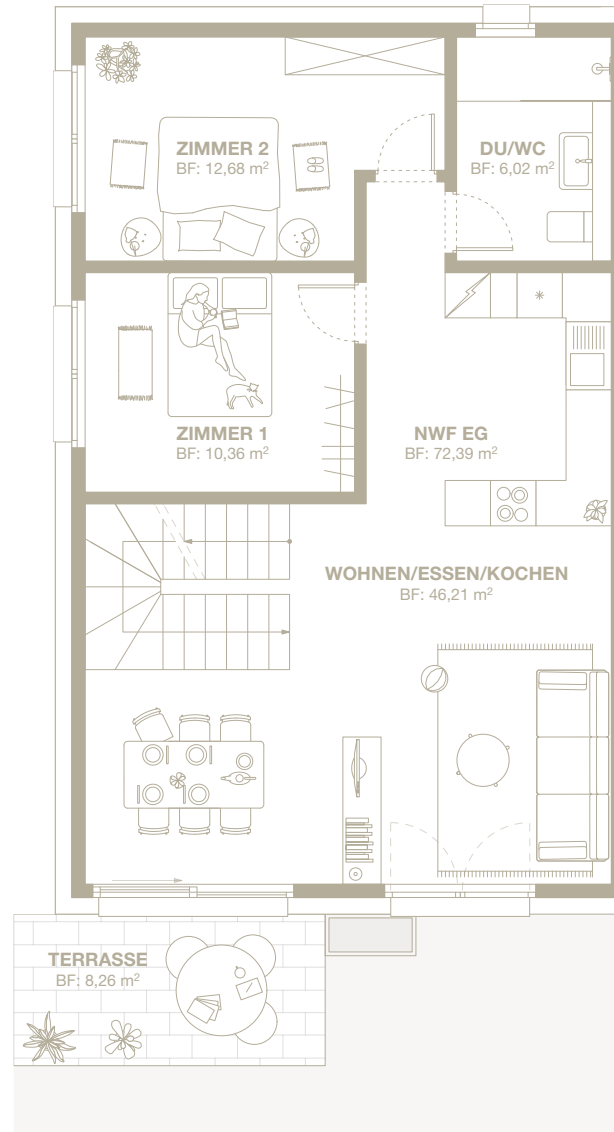 ZIMMER 2
BF: 12,68 m²
DU/WC
BF: 6,02 m²
ZIMMER 1
BF: 10,36 m²
NWF EG
BF: 72,39 m²
WOHNEN/ESSEN/KOCHEN
BF: 46,21 m²
TERRASSE
BF: 8,26 m²